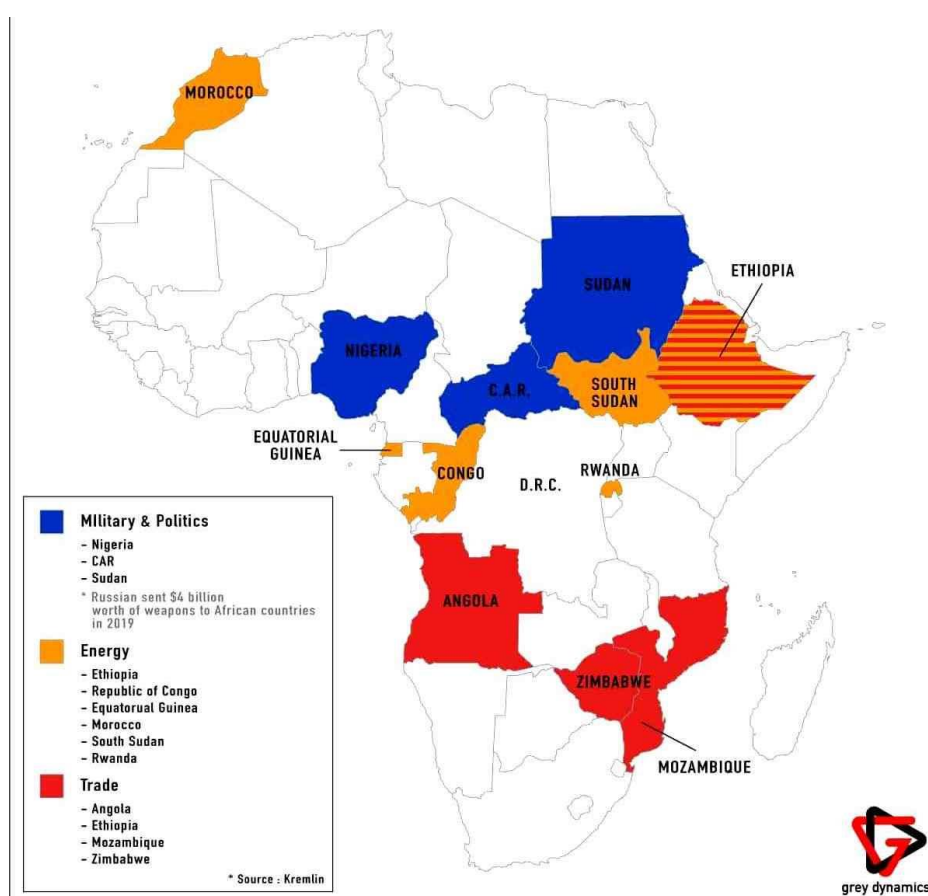 MOROCCO
SUDAN
ETHIOPIA
NIGERIA
C.A.R.
SOUTH
SUDAN
EQUATORIAL
GUINEA
CONGO
RWANDA
D.R.C.
ANGOLA
ZIMBABWE
MOZAMBIQUE
MIlitary & Politics
- Nigeria
- CAR
- Sudan
* Russian sent $4 billion
worth of weapons to African countries
in 2019
Energy
- Ethiopia
- Republic of Congo
- Equatorual Guinea
- Morocco
- South Sudan
- Rwanda
Trade
- Angola
- Ethiopia
- Mozambique
- Zimbabwe
* Source : Kremlin
grey dynamics